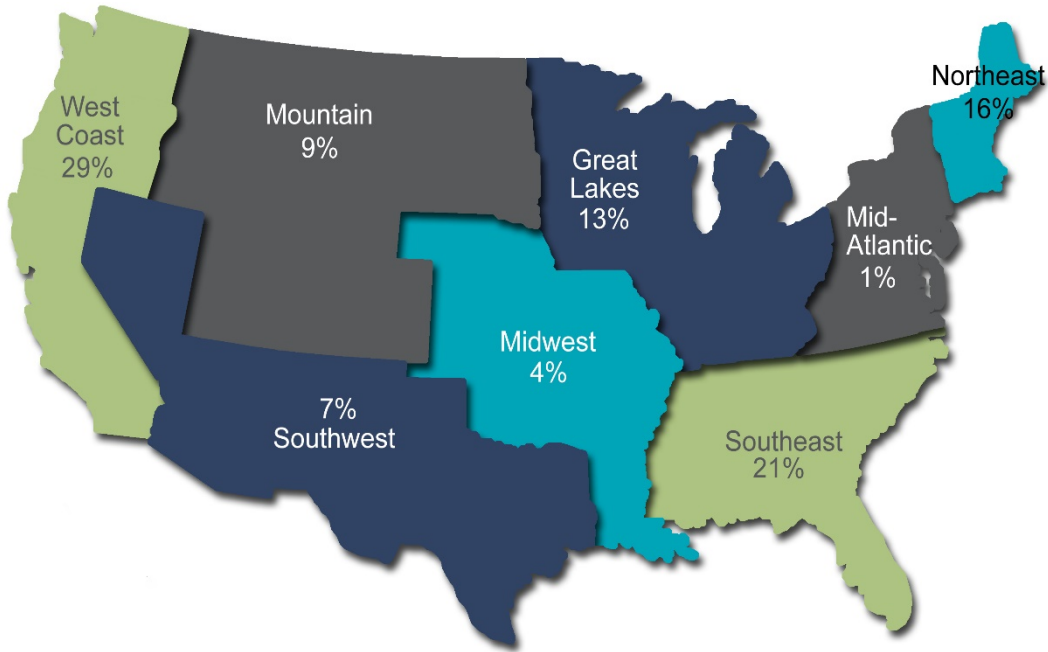 West
Coast
29%
Mountain
9%
Great
Lakes
13%
Northeast
16%
Mid-
Atlantic
1%
Midwest
4%
7%
Southwest
Southeast
21%